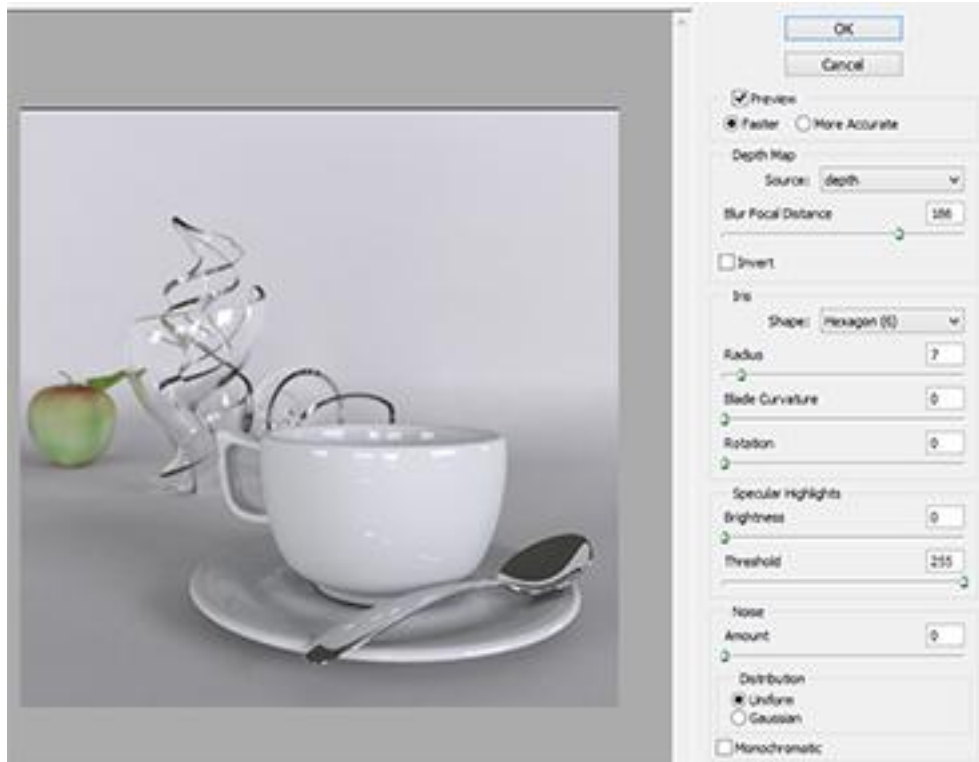 OK
Cancel
Preview
Faster More Accurate
Depth Map
Source: depth
Blur Focal Distance 186
Invert
Iris
Shape: Hexagon (6)
Radius 7
Blade Curvature 0
Rotation 0
Specular Highlights
Brightness 0
Threshold 255
Noise
Amount 0
Distribution
Uniform
Gaussian
Monochromatic